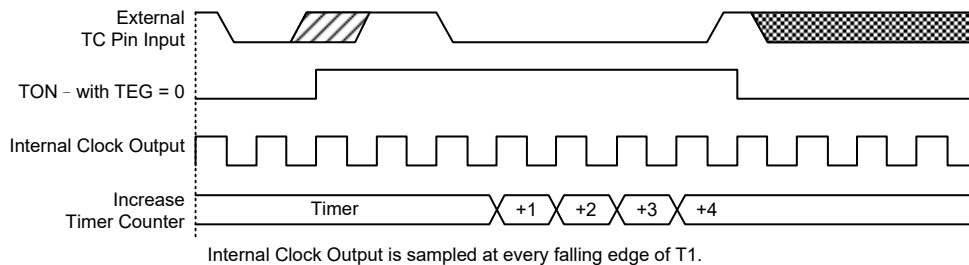 External
TC Pin Input
TON – with TEG = 0
Internal Clock Output
Increase
Timer Counter
Timer +1 +2 +3 +4
Internal Clock Output is sampled at every falling edge of T1.